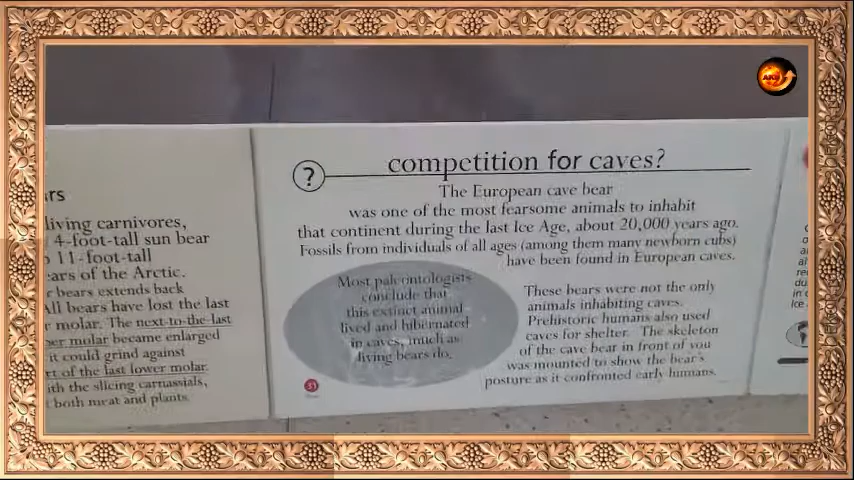 rs
living carnivores,
4-foot-tall sun bear
11-foot-tall
ears of the Arctic.
bears extends back
All bears have lost the last
r molar. The next-to-the-last
er molar became enlarged
it could grind against
rt of the last lower molar.
ith the slicing carnassials,
both meat and plants
?
competition for caves?
The European cave bear
was one of the most fearsome animals to inhabit
that continent during the last Ice Age, about 20,000 years ago.
Fossils from individuals of all ages (among them many newborn cubs)
have been found in European caves.
Most paleontologists
conclude that
this extinct animal
lived and hibernated
in caves, much as
living bears do.
These bears were not the only
animals inhabiting caves.
Prehistoric humans also used
caves for shelter. The skeleton
of the cave bear in front of you
was mounted to show the bear's
posture as it confronted early humans.